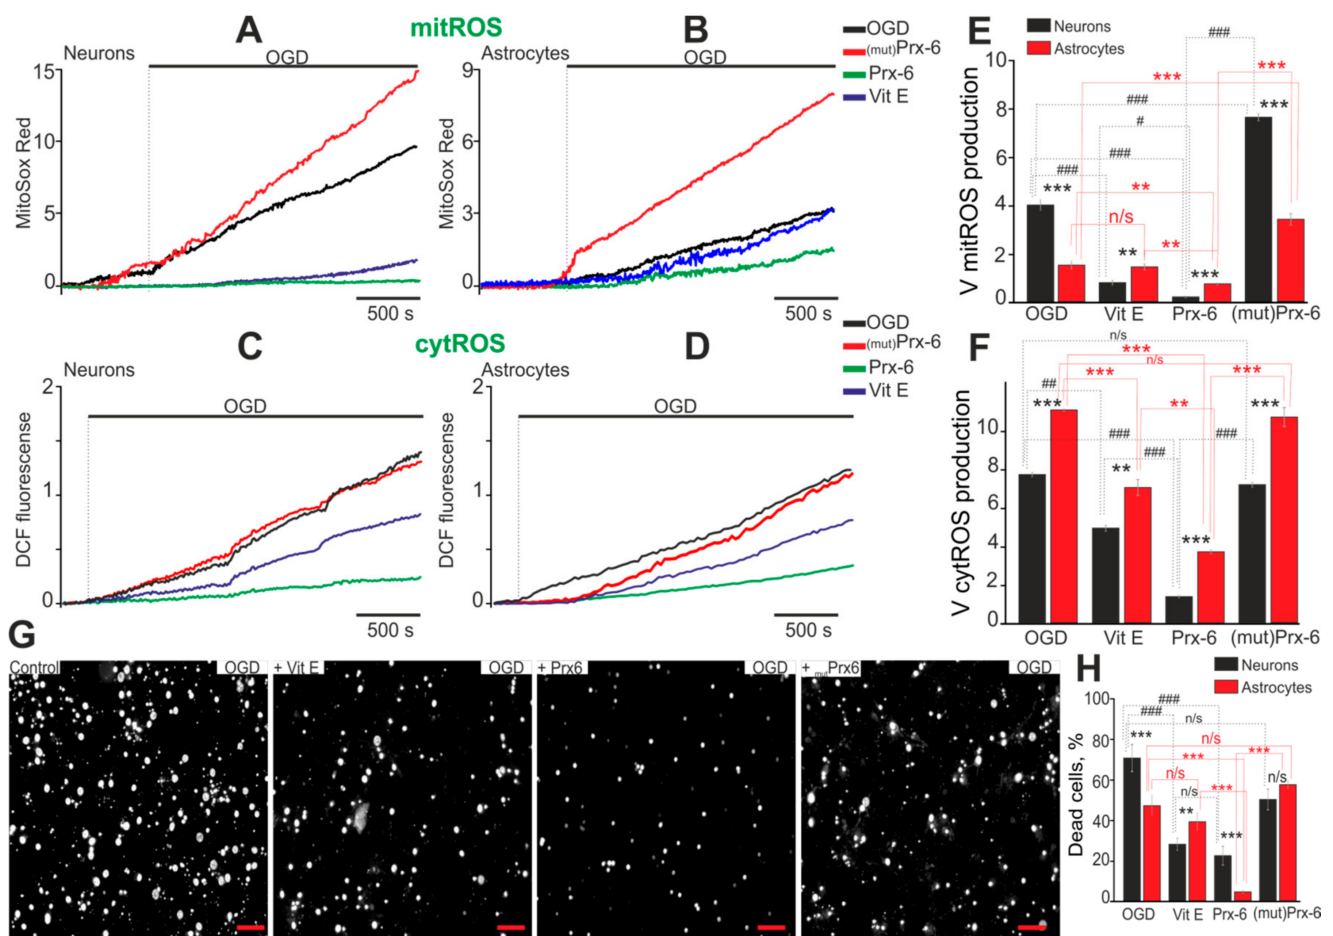 A
mitROS
B
Neurons
OGD
Astrocytes
OGD
OGD
(mut)Prx-6
Prx-6
Vit E
MitoSox Red
15
10
5
0
500 s
MitoSox Red
9
6
3
0
500 s
C
cytROS
D
Neurons
OGD
Astrocytes
OGD
OGD
(mut)Prx-6
Prx-6
Vit E
DCF fluorescense
2
1
0
500 s
DCF fluorescense
2
1
0
500 s
E
Neurons
Astrocytes
V mitROS production
10
8
6
4
2
0
###
***
***
###
***
#
###
###
***
**
n/s
**
**
***
OGD
Vit E
Prx-6
(mut)Prx-6
F
n/s
***
n/s
##
***
***
***
**
***
###
###
###
**
***
V cytROS production
10
8
6
4
2
0
OGD
Vit E
Prx-6
(mut)Prx-6
G
Control
OGD
+ Vit E
OGD
+ Prx6
OGD
+ mutPrx6
OGD
H
Neurons
Astrocytes
Dead cells, %
100
80
60
40
20
0
###
###
n/s
***
n/s
***
***
n/s
n/s
n/s
***
**
***
OGD
Vit E
Prx-6
(mut)Prx-6